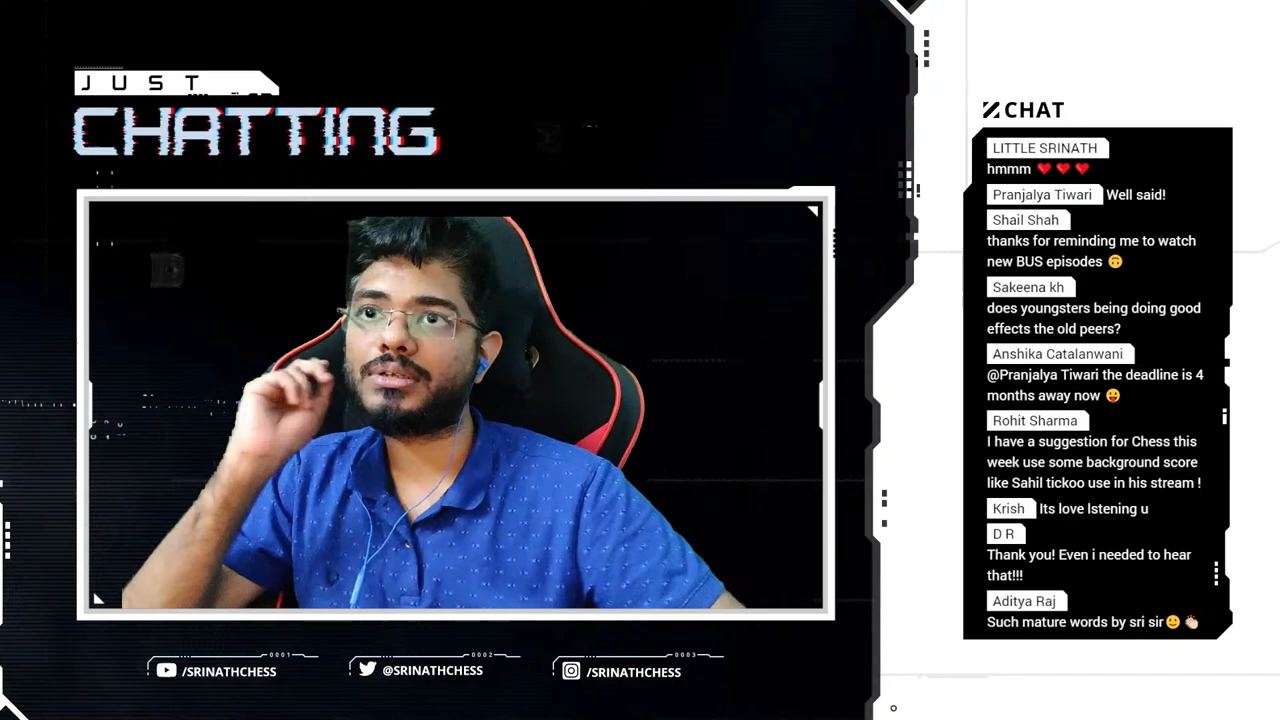 JUST
CHATTING
CHAT
LITTLE SRINATH
hmmm ❤️ ❤️ ❤️
Pranjalya Tiwari Well said!
Shail Shah
thanks for reminding me to watch
new BUS episodes 🙃
Sakeena kh
does youngsters being doing good
effects the old peers?
Anshika Catalanwani
@Pranjalya Tiwari the deadline is 4
months away now 😜
Rohit Sharma
I have a suggestion for Chess this
week use some background score
like Sahil tickoo use in his stream !
Krish Its love lstening u
D R
Thank you! Even i needed to hear
that!!!
Aditya Raj
Such mature words by sri sir🙂👏🏻
0001
/SRINATHCHESS
0002
@SRINATHCHESS
0003
/SRINATHCHESS